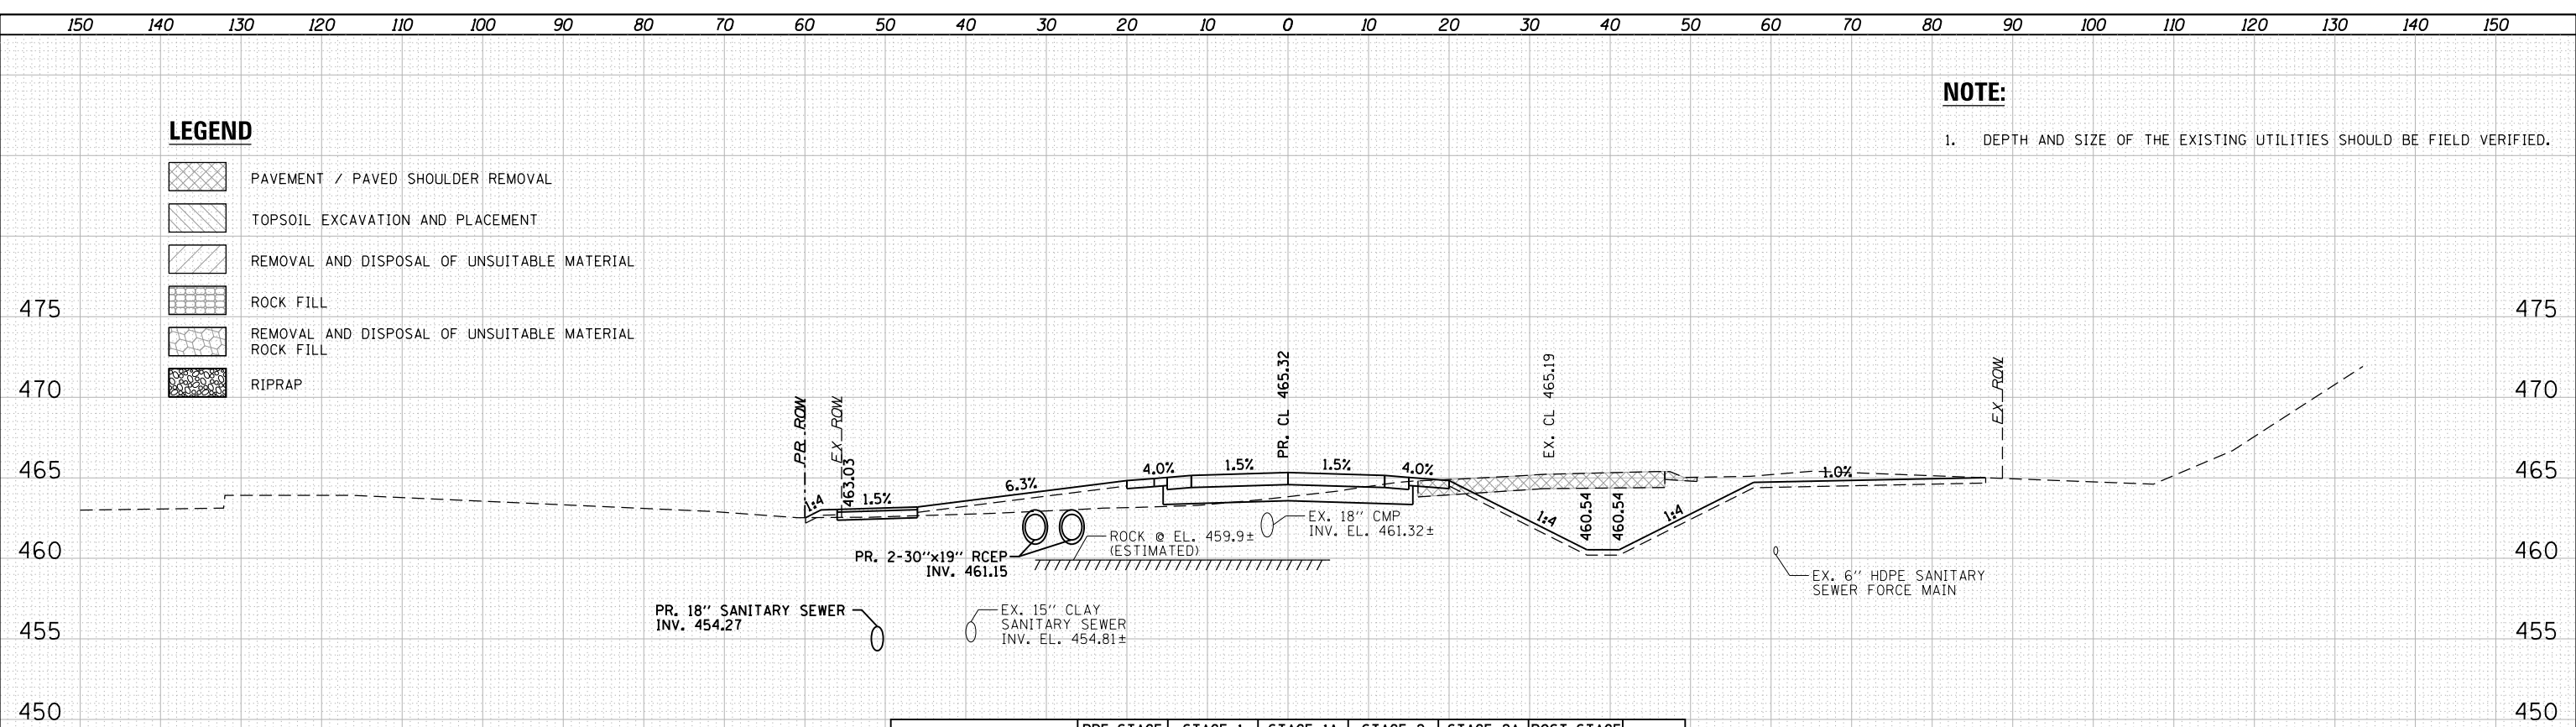 150 140 130 120 110 100 90 80 70 60 50 40 30 20 10 0 10 20 30 40 50 60 70 80 90 100 110 120 130 140 150
NOTE:
1. DEPTH AND SIZE OF THE EXISTING UTILITIES SHOULD BE FIELD VERIFIED.
LEGEND
PAVEMENT / PAVED SHOULDER REMOVAL
TOPSOIL EXCAVATION AND PLACEMENT
REMOVAL AND DISPOSAL OF UNSUITABLE MATERIAL
ROCK FILL
REMOVAL AND DISPOSAL OF UNSUITABLE MATERIAL
ROCK FILL
RIPRAP
475
475
470
470
465
465
460
460
455
455
450
450
PR ROW
EX ROW
463.03
PR. CL 465.32
EX. CL 465.19
EX ROW
1:4
1.5%
6.3%
4.0%
1.5%
1.5%
4.0%
1:4
460.54
460.54
1:4
1.0%
PR. 2-30"×19" RCEP
INV. 461.15
ROCK @ EL. 459.9±
(ESTIMATED)
EX. 18" CMP
INV. EL. 461.32±
EX. 6" HDPE SANITARY
SEWER FORCE MAIN
PR. 18" SANITARY SEWER
INV. 454.27
EX. 15" CLAY
SANITARY SEWER
INV. EL. 454.81±